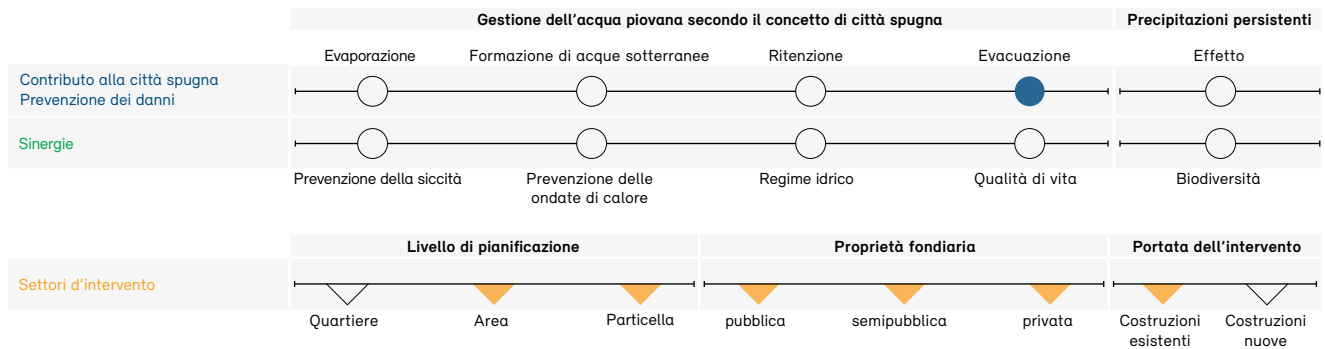 Gestione dell'acqua piovana secondo il concetto di città spugna
Precipitazioni persistenti
Evaporazione
Formazione di acque sotterranee
Ritenzione
Evacuazione
Effetto
Contributo alla città spugna
Prevenzione dei danni
Sinergie
Prevenzione della siccità
Prevenzione delle
ondate di calore
Regime idrico
Qualità di vita
Biodiversità
Livello di pianificazione
Proprietà fondiaria
Portata dell'intervento
Settori d'intervento
Quartiere
Area
Particella
pubblica
semipubblica
privata
Costruzioni
esistenti
Costruzioni
nuove